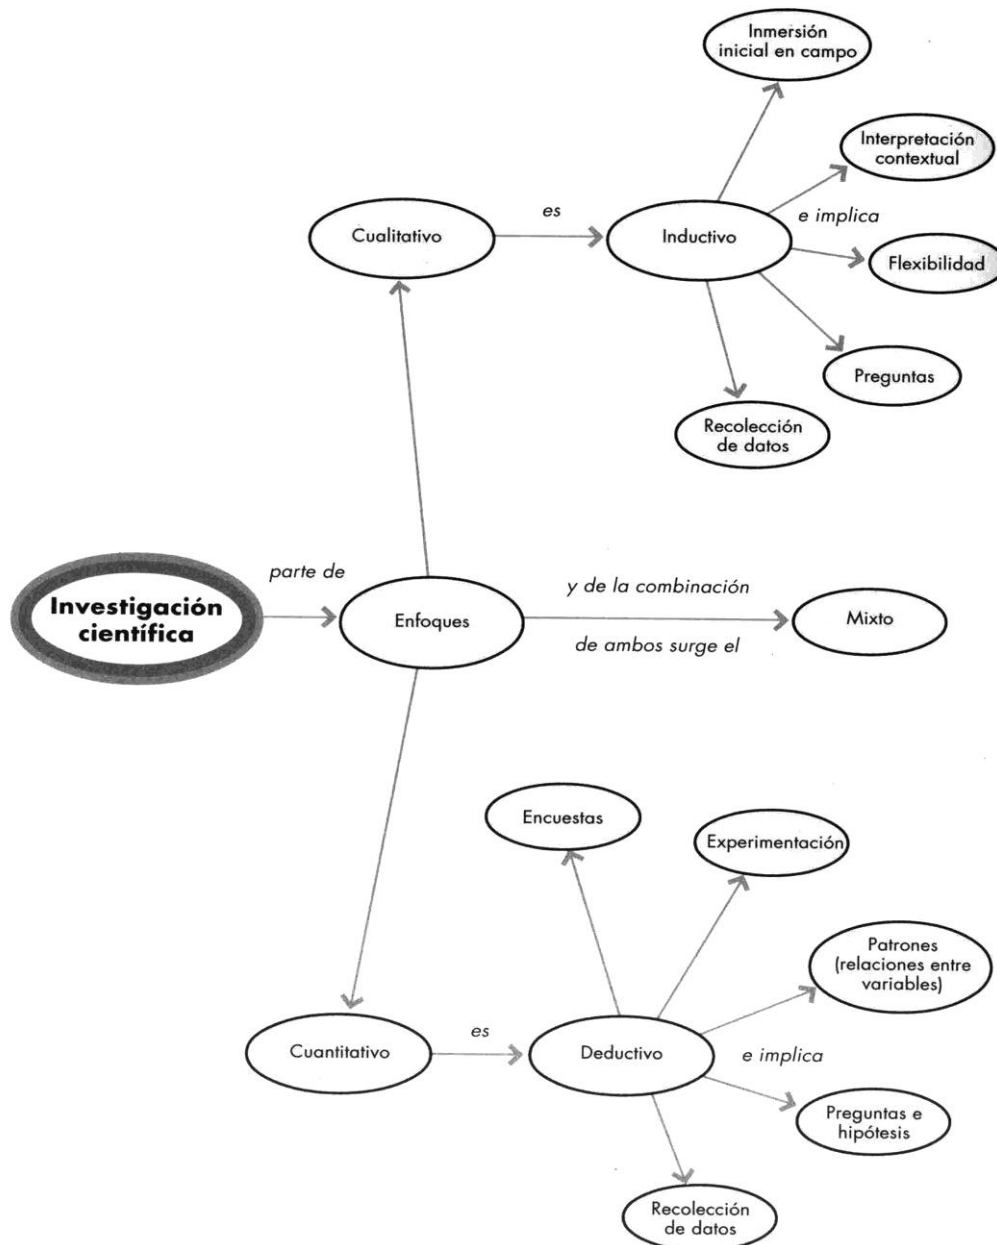 Inmersión
inicial en campo
Interpretación
contextual
Cualitativo
es
Inductivo
e implica
Flexibilidad
Preguntas
Recolección
de datos
Investigación
científica
parte de
Enfoques
y de la combinación
de ambos surge el
Mixto
Encuestas
Experimentación
Patrones
(relaciones entre
variables)
Cuantitativo
es
Deductivo
e implica
Preguntas e
hipótesis
Recolección
de datos